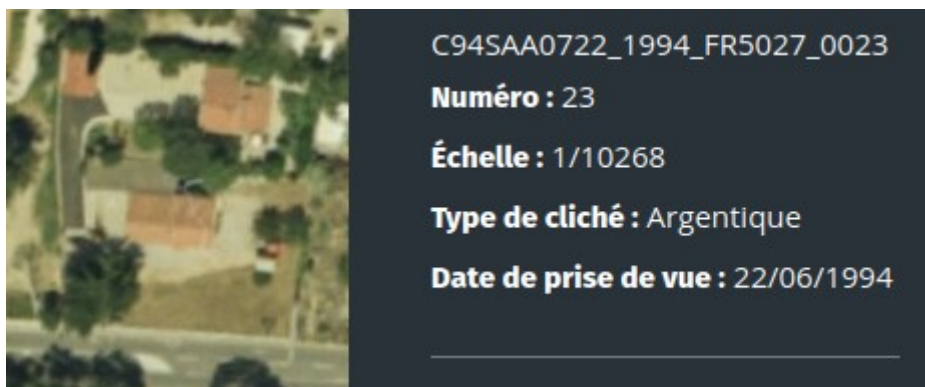 C94SAA0722_1994_FR5027_0023
Numéro : 23
Échelle : 1/10268
Type de cliché : Argentique
Date de prise de vue : 22/06/1994